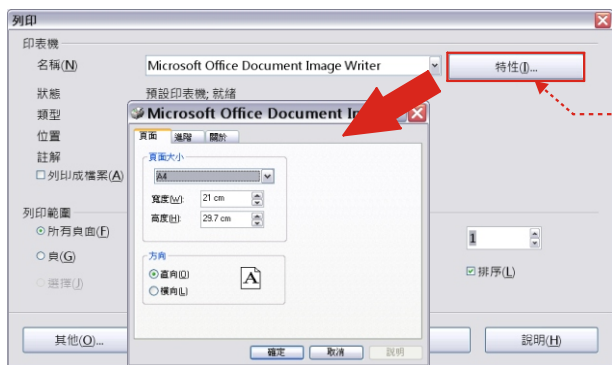 列印
印表機
名稱(N) Microsoft Office Document Image Writer 特性(I)...
狀態 預設印表機; 就緒
類型
位置
註解
列印成檔案(A)
Microsoft Office Document Im
頁面 進階 關於
頁面大小
A4
寬度(W): 21 cm
高度(H): 29.7 cm
方向
直向(O)
橫向(L)
A
確定 取消 說明
列印範圍
所有頁面(F)
頁(G)
選擇(J)
1
排序(L)
其他(O)... 說明(H)